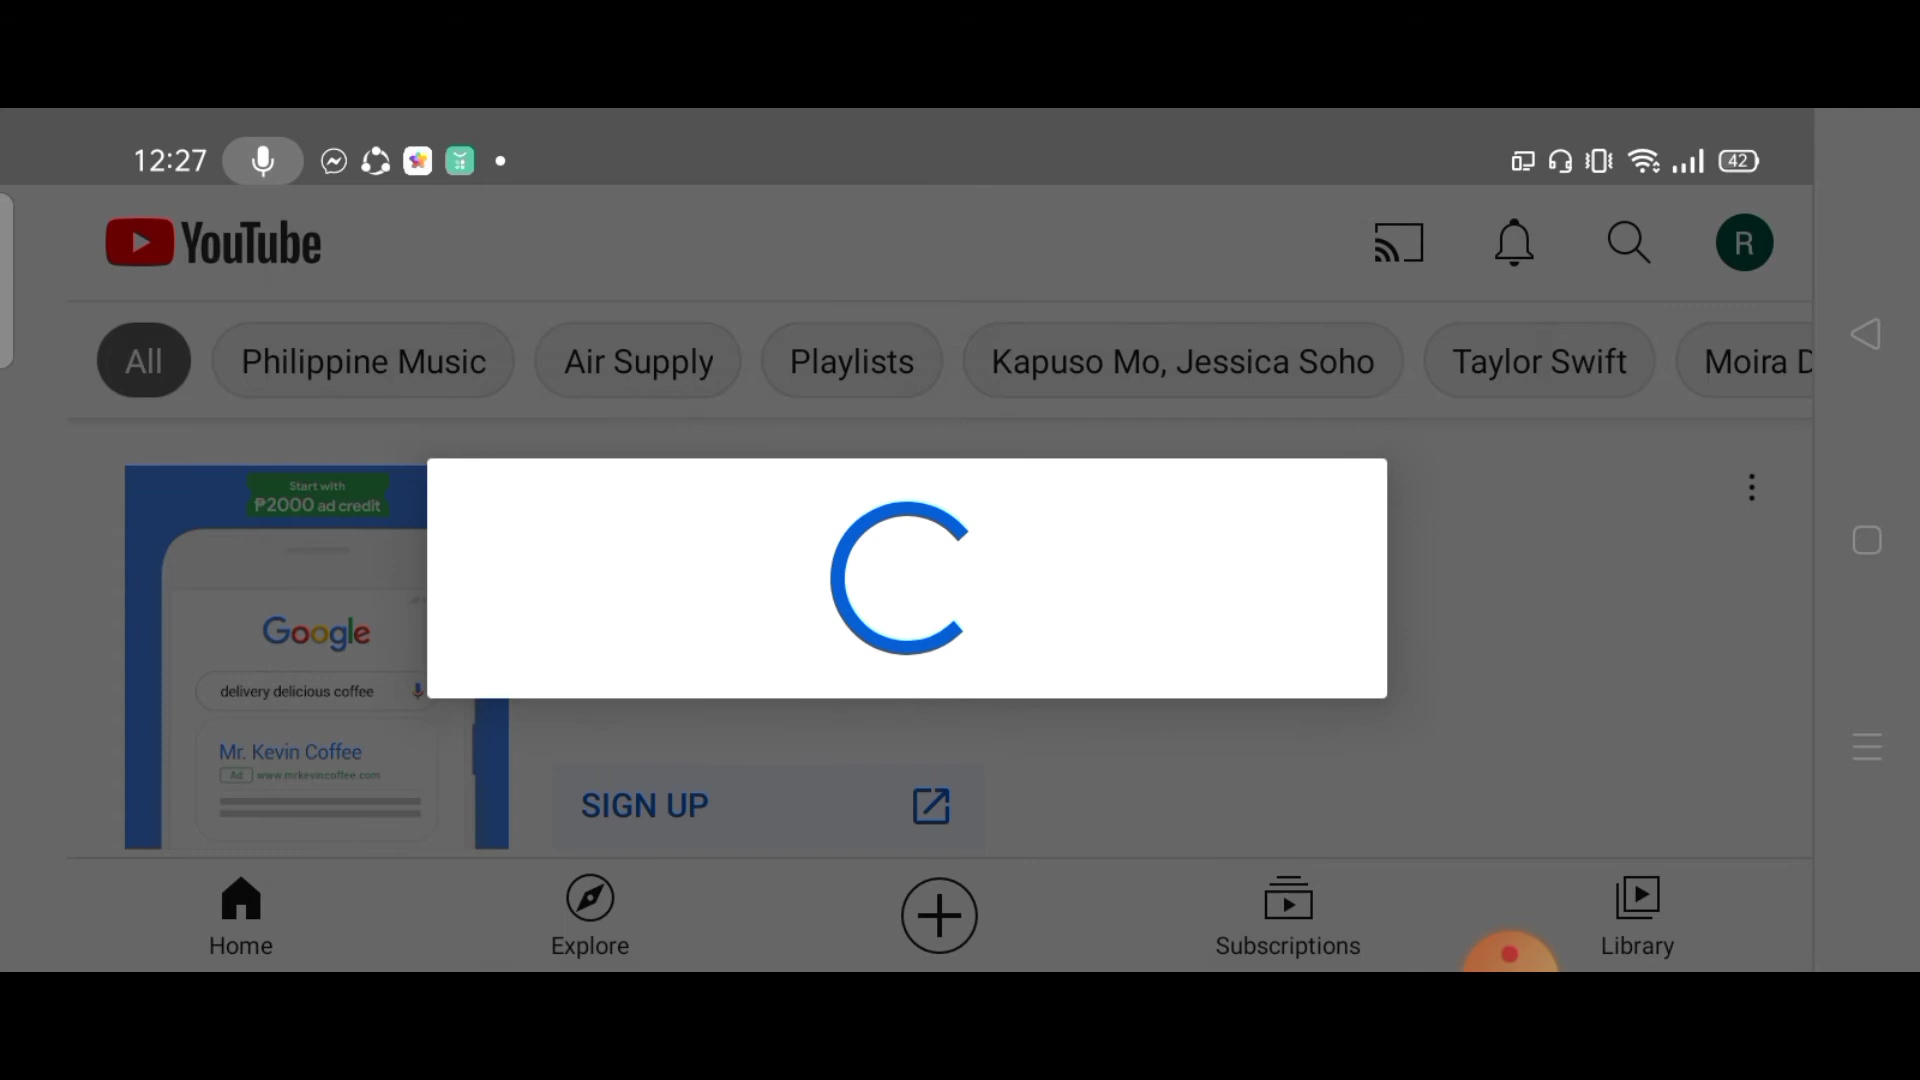 12:27
42
YouTube
R
All
Philippine Music
Air Supply
Playlists
Kapuso Mo, Jessica Soho
Taylor Swift
Moira D
Start with
₱2000 ad credit
Google
delivery delicious coffee
Mr. Kevin Coffee
Ad www.mrkevincoffee.com
SIGN UP
Home
Explore
Subscriptions
Library